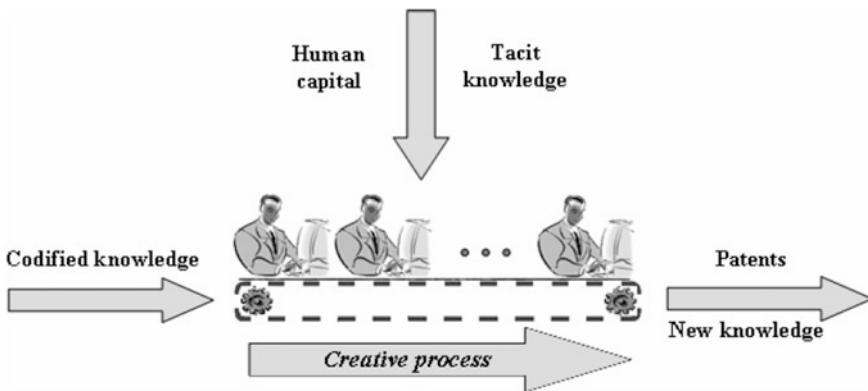 Human
capital
Tacit
knowledge
Codified knowledge
Patents
New knowledge
Creative process